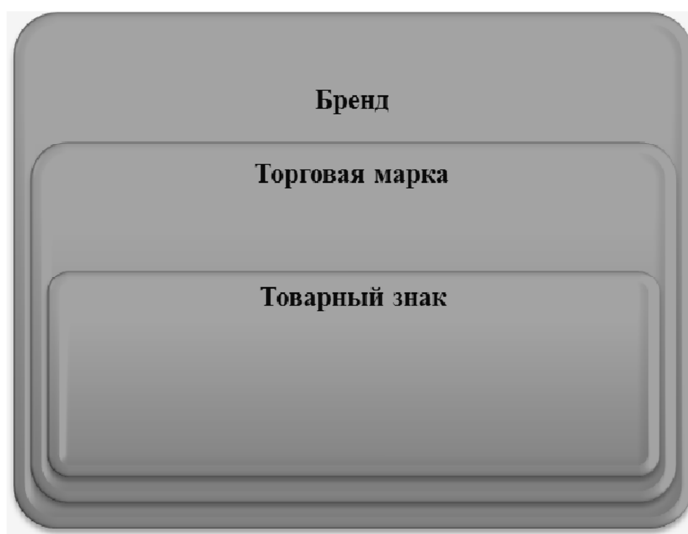 Бренд
Торговая марка
Товарный знак